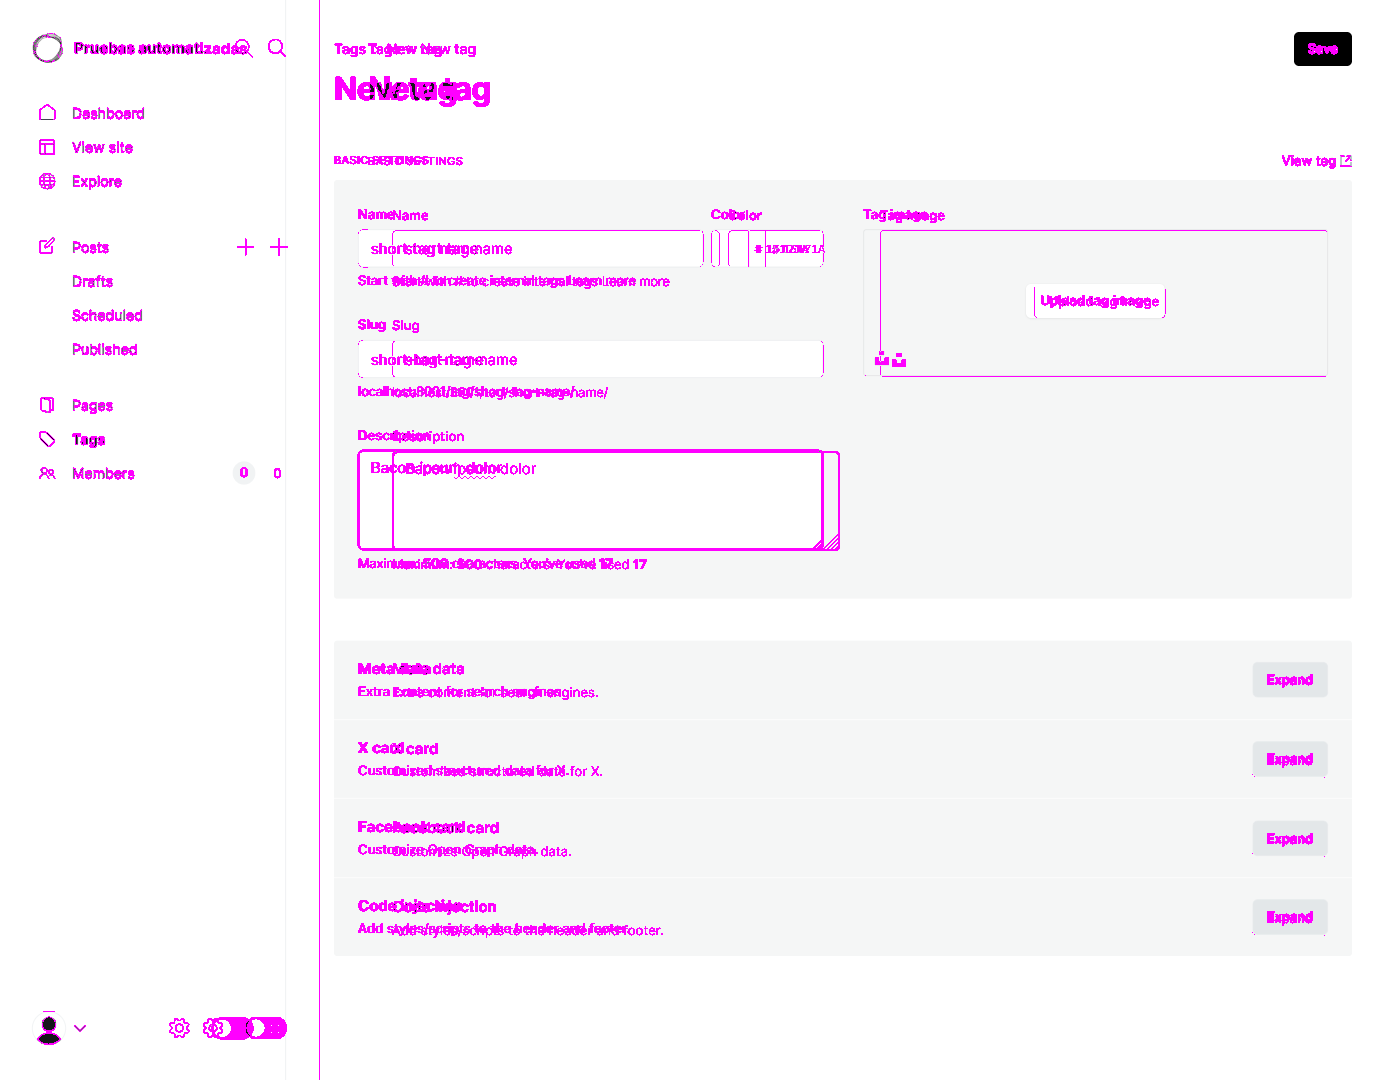 Pruebas automatizadas
Tags New tag
Save
New tag
Dashboard
View site
Explore
BASIC SETTINGS
View tag
Name
Color
Tag image
short tag name
Start with # to create internal tags Learn more
Upload tag image
Posts
Drafts
Scheduled
Published
Slug
short-tag-name
localhost:3001/tag/short-tag-name/
Pages
Tags
Members
0
0
Description
Bacon ipsum dolor
Maximum: 500 characters. You've used 17
Meta data
Extra content for search engines.
Expand
X card
Customized structured data for X.
Expand
Facebook card
Customize Open Graph data.
Expand
Code injection
Add styles/scripts to the header and footer.
Expand